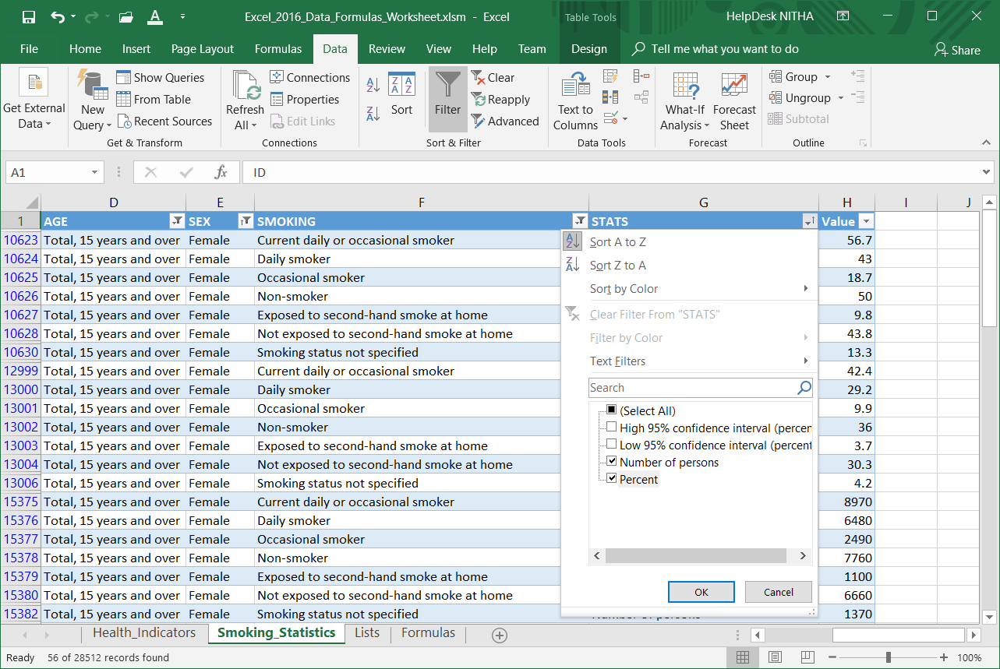 Excel_2016_Data_Formulas_Worksheet.xlsm - Excel
Table Tools
HelpDesk NITHA
File Home Insert Page Layout Formulas Data Review View Help Team Design Tell me what you want to do Share
Get External Data
New Query
Show Queries
From Table
Recent Sources
Get & Transform
Refresh All
Connections
Properties
Edit Links
Connections
Sort
Filter
Clear
Reapply
Advanced
Sort & Filter
Text to Columns
Data Tools
What-If Analysis
Forecast Sheet
Forecast
Group
Ungroup
Subtotal
Outline
A1 fx ID
D E F G H I J
1 AGE SEX SMOKING STATS Value
10623 Total, 15 years and over Female Current daily or occasional smoker 56.7
10624 Total, 15 years and over Female Daily smoker 43
10625 Total, 15 years and over Female Occasional smoker 18.7
10626 Total, 15 years and over Female Non-smoker 50
10627 Total, 15 years and over Female Exposed to second-hand smoke at home 9.8
10628 Total, 15 years and over Female Not exposed to second-hand smoke at home 43.8
10630 Total, 15 years and over Female Smoking status not specified 13.3
12999 Total, 15 years and over Female Current daily or occasional smoker 42.4
13000 Total, 15 years and over Female Daily smoker 29.2
13001 Total, 15 years and over Female Occasional smoker 9.9
13002 Total, 15 years and over Female Non-smoker 36
13003 Total, 15 years and over Female Exposed to second-hand smoke at home 3.7
13004 Total, 15 years and over Female Not exposed to second-hand smoke at home 30.3
13006 Total, 15 years and over Female Smoking status not specified 4.2
15375 Total, 15 years and over Female Current daily or occasional smoker 8970
15376 Total, 15 years and over Female Daily smoker 6480
15377 Total, 15 years and over Female Occasional smoker 2490
15378 Total, 15 years and over Female Non-smoker 7760
15379 Total, 15 years and over Female Exposed to second-hand smoke at home 1100
15380 Total, 15 years and over Female Not exposed to second-hand smoke at home 6660
15382 Total, 15 years and over Female Smoking status not specified Number of persons 1370
Sort A to Z
Sort Z to A
Sort by Color
Clear Filter From "STATS"
Filter by Color
Text Filters
Search
(Select All)
High 95% confidence interval (percen
Low 95% confidence interval (percent
Number of persons
Percent
OK Cancel
Health_Indicators Smoking_Statistics Lists Formulas
Ready 56 of 28512 records found 100%